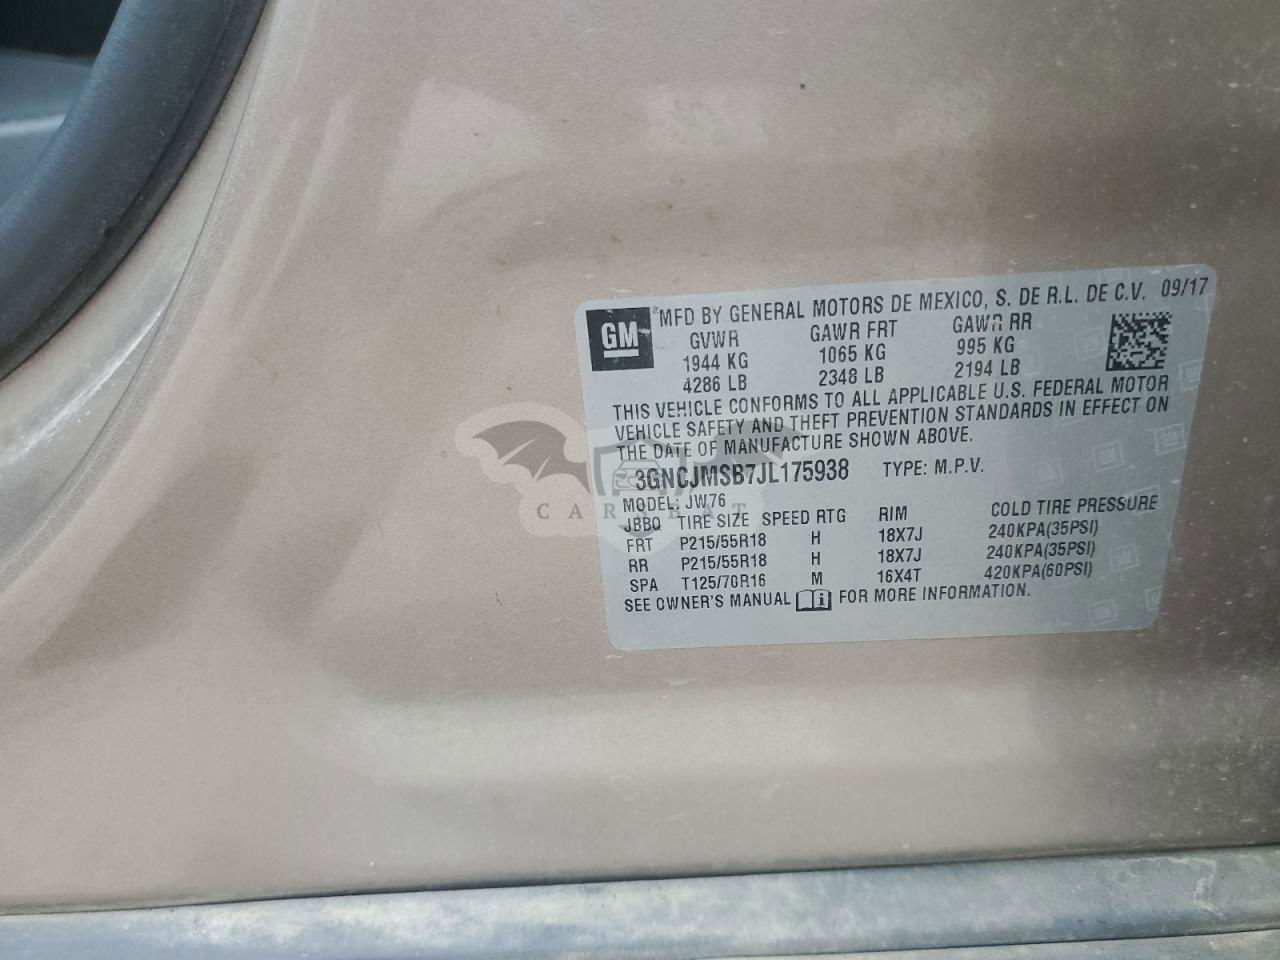 GM
MFD BY GENERAL MOTORS DE MEXICO, S. DE R.L. DE C.V. 09/17
GVWR GAWR FRT GAWR RR
1944 KG 1065 KG 995 KG
4286 LB 2348 LB 2194 LB
THIS VEHICLE CONFORMS TO ALL APPLICABLE U.S. FEDERAL MOTOR
VEHICLE SAFETY AND THEFT PREVENTION STANDARDS IN EFFECT ON
THE DATE OF MANUFACTURE SHOWN ABOVE.
3GNCJMSB7JL175938 TYPE: M.P.V.
MODEL: JW76
CARABAT
JBBQ TIRE SIZE SPEED RTG RIM COLD TIRE PRESSURE
FRT P215/55R18 H 18X7J 240KPA(35PSI)
RR P215/55R18 H 18X7J 240KPA(35PSI)
SPA T125/70R16 M 16X4T 420KPA(60PSI)
SEE OWNER'S MANUAL FOR MORE INFORMATION.